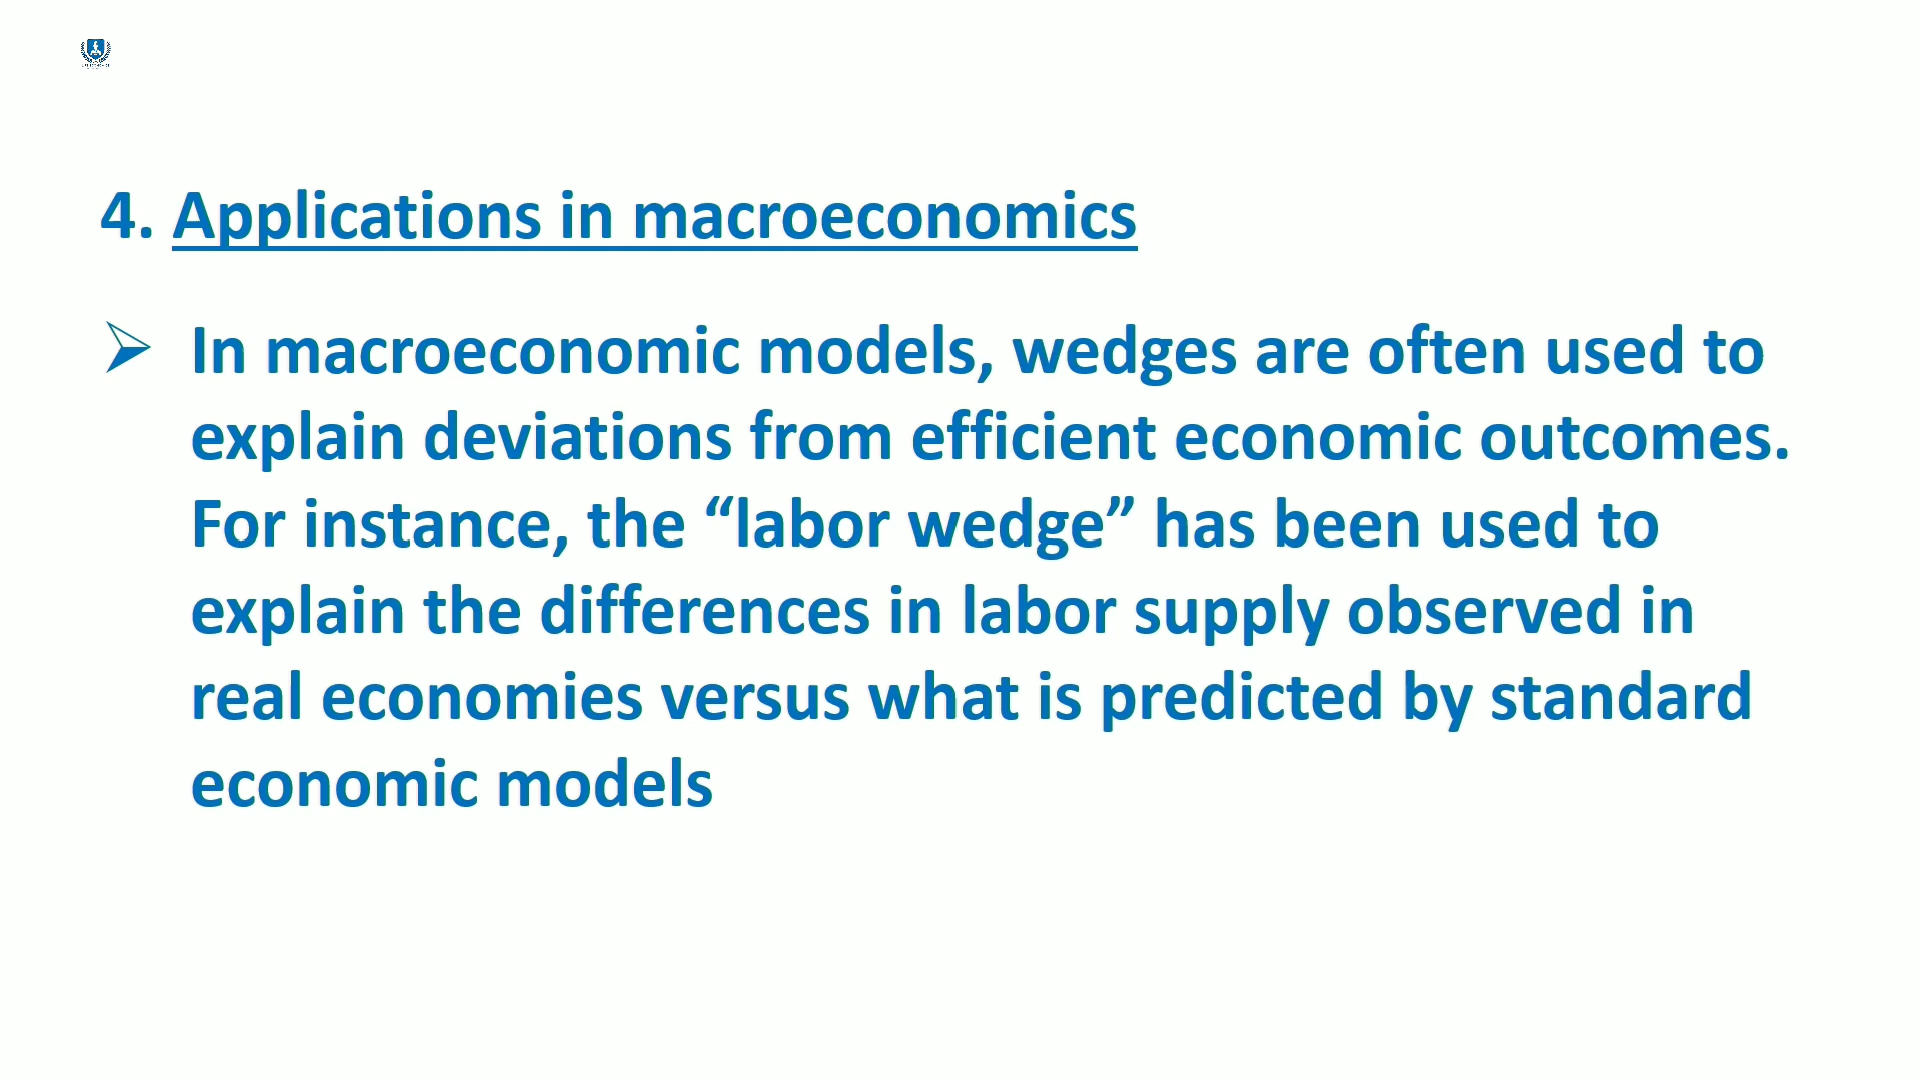 4. Applications in macroeconomics
In macroeconomic models, wedges are often used to
explain deviations from efficient economic outcomes.
For instance, the “labor wedge” has been used to
explain the differences in labor supply observed in
real economies versus what is predicted by standard
economic models